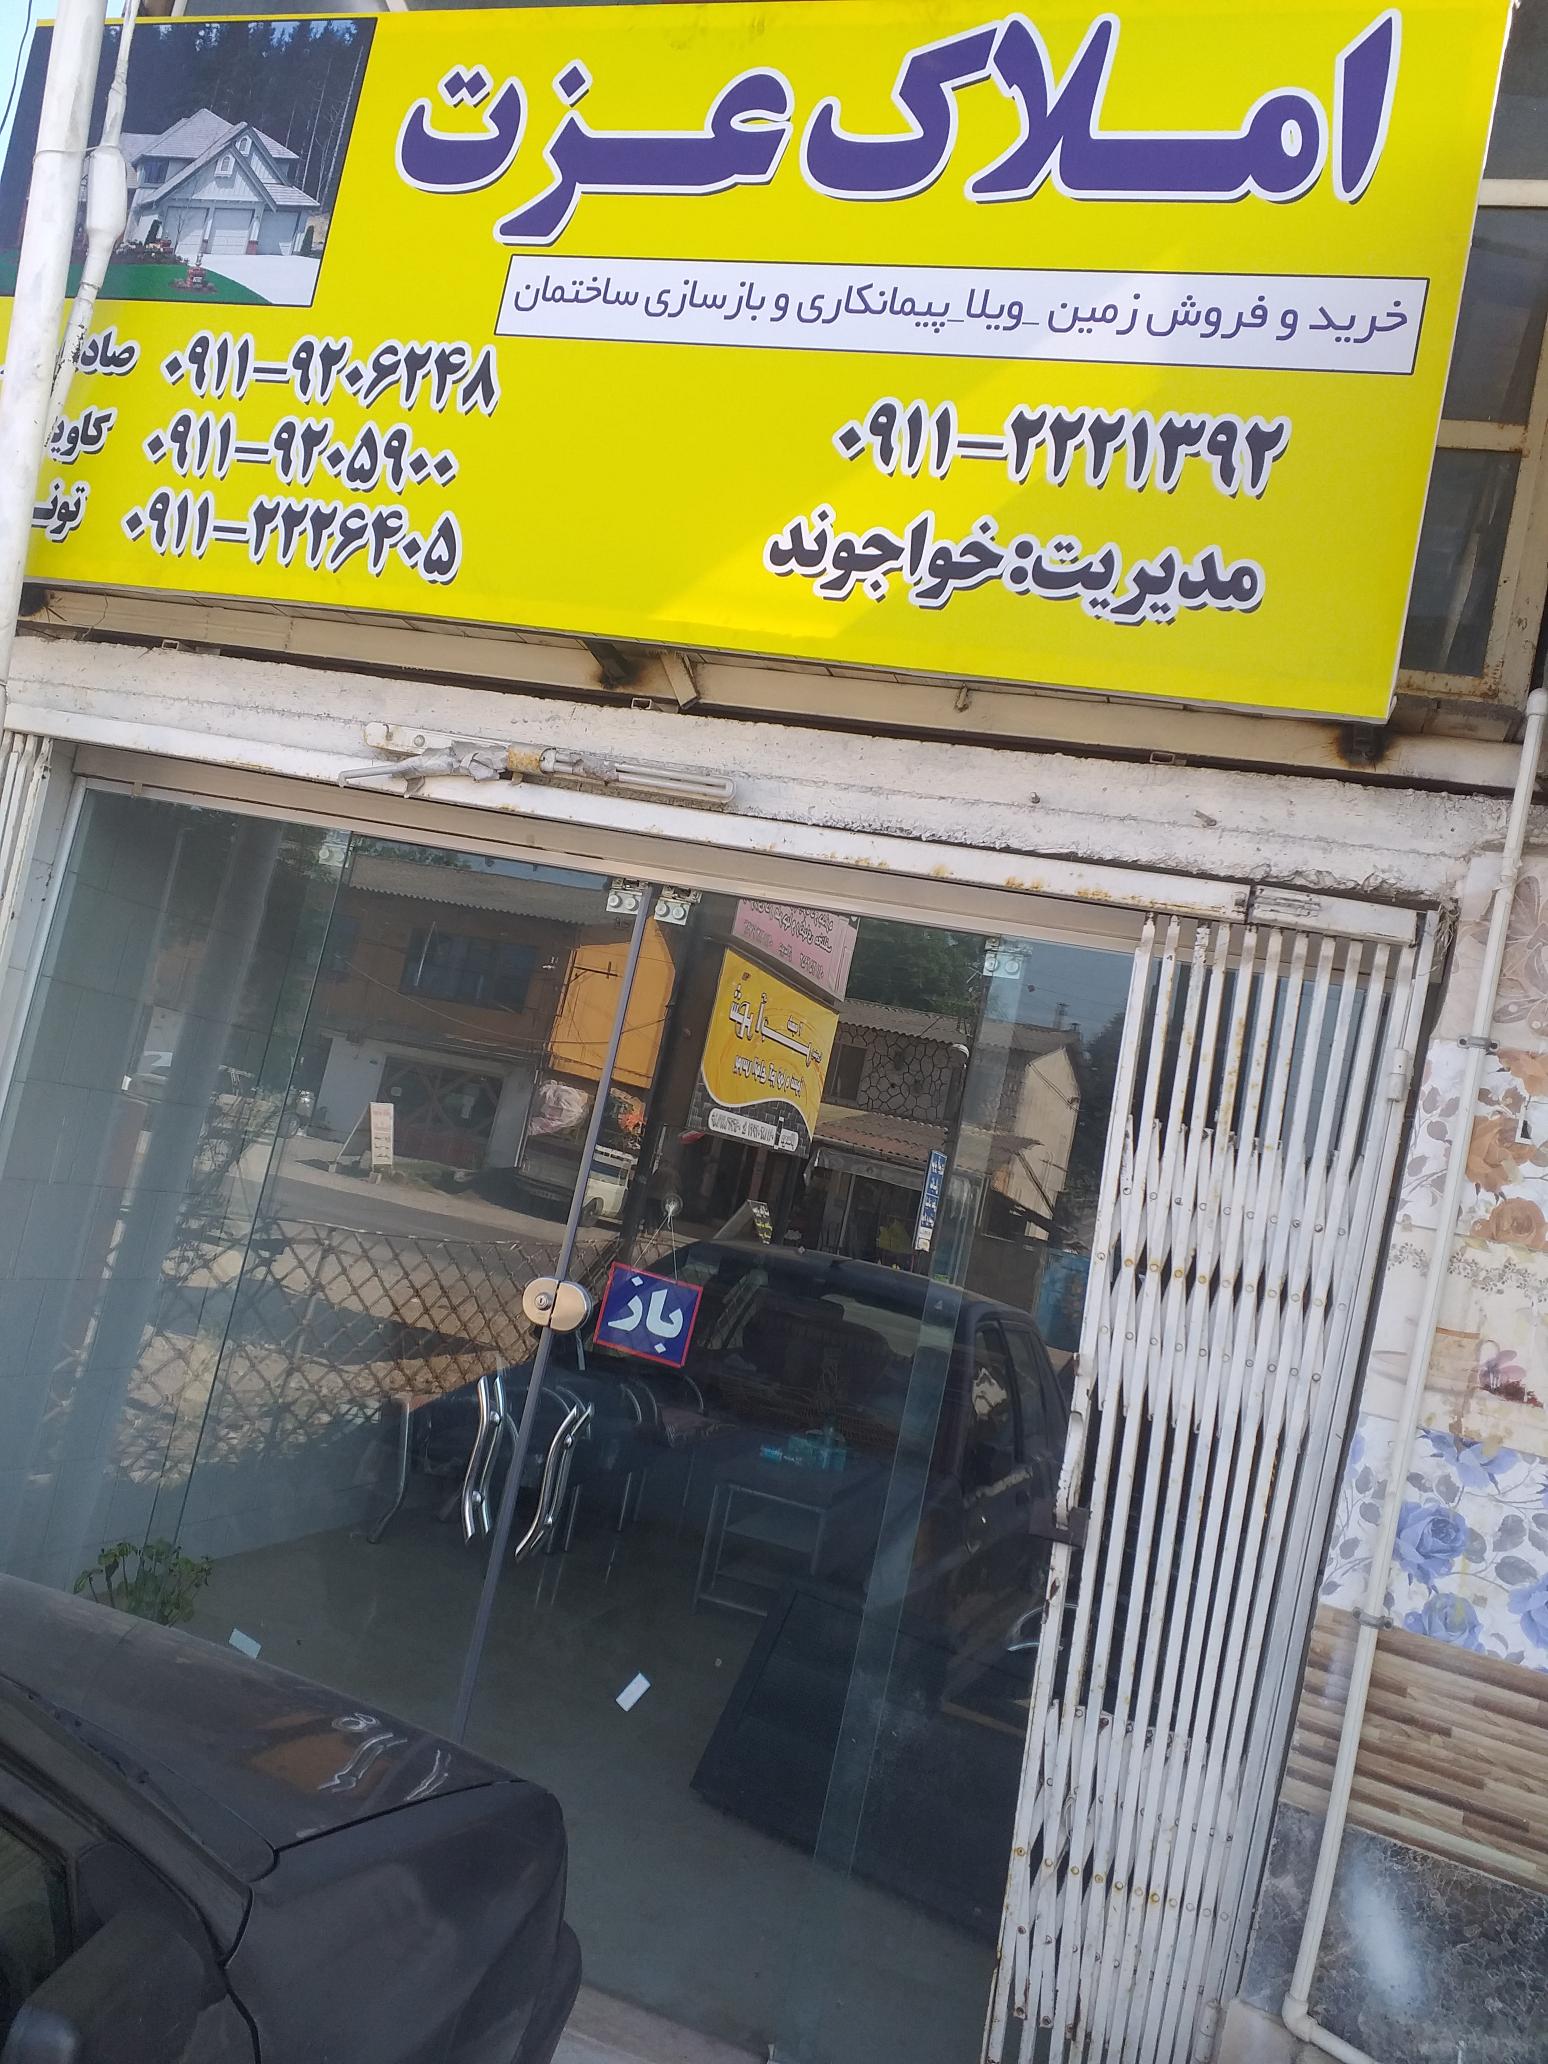 املاک عزت
خرید و فروش زمین _ویلا_پیمانکاری و بازسازی ساختمان
۰۹۱۱-۲۲۲۱۳۹۲
مدیریت: خواجوند
۰۹۱۱-۹۲۰۶۲۴۸
۰۹۱۱-۹۲۰۵۹۰۰
۰۹۱۱-۲۲۲۶۴۰۵
باز